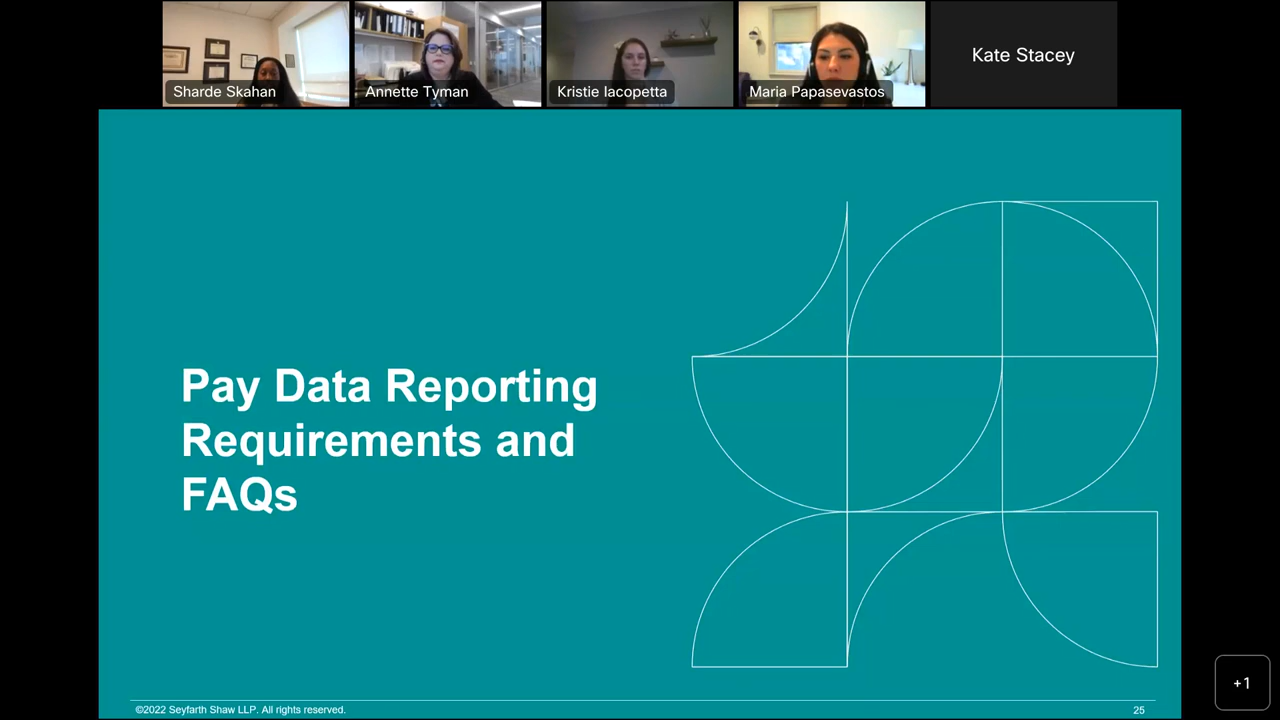 Sharde Skahan
Annette Tyman
Kristie Iacopetta
Maria Papasevastos
Kate Stacey
Pay Data Reporting
Requirements and
FAQs
+1
©2022 Seyfarth Shaw LLP. All rights reserved.
25